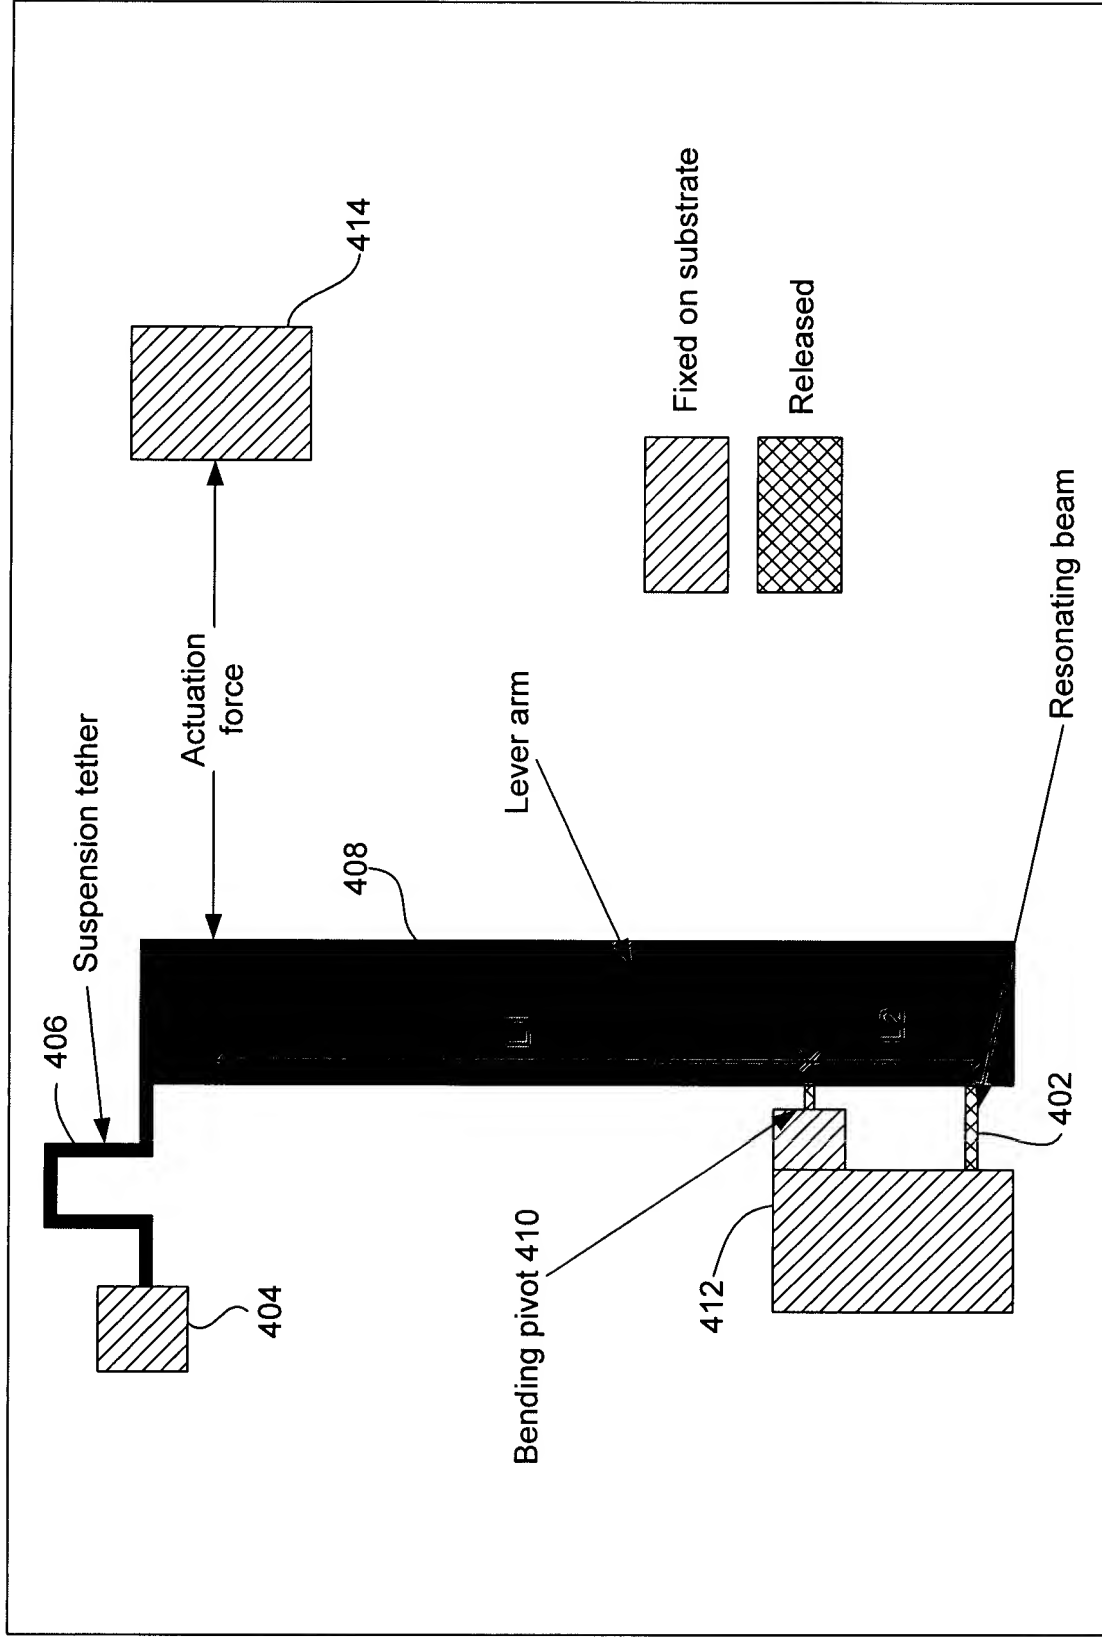 406
Suspension tether
404
Actuation
force
414
408
Lever arm
L1
L2
Bending pivot 410
412
402
Resonating beam
Fixed on substrate
Released